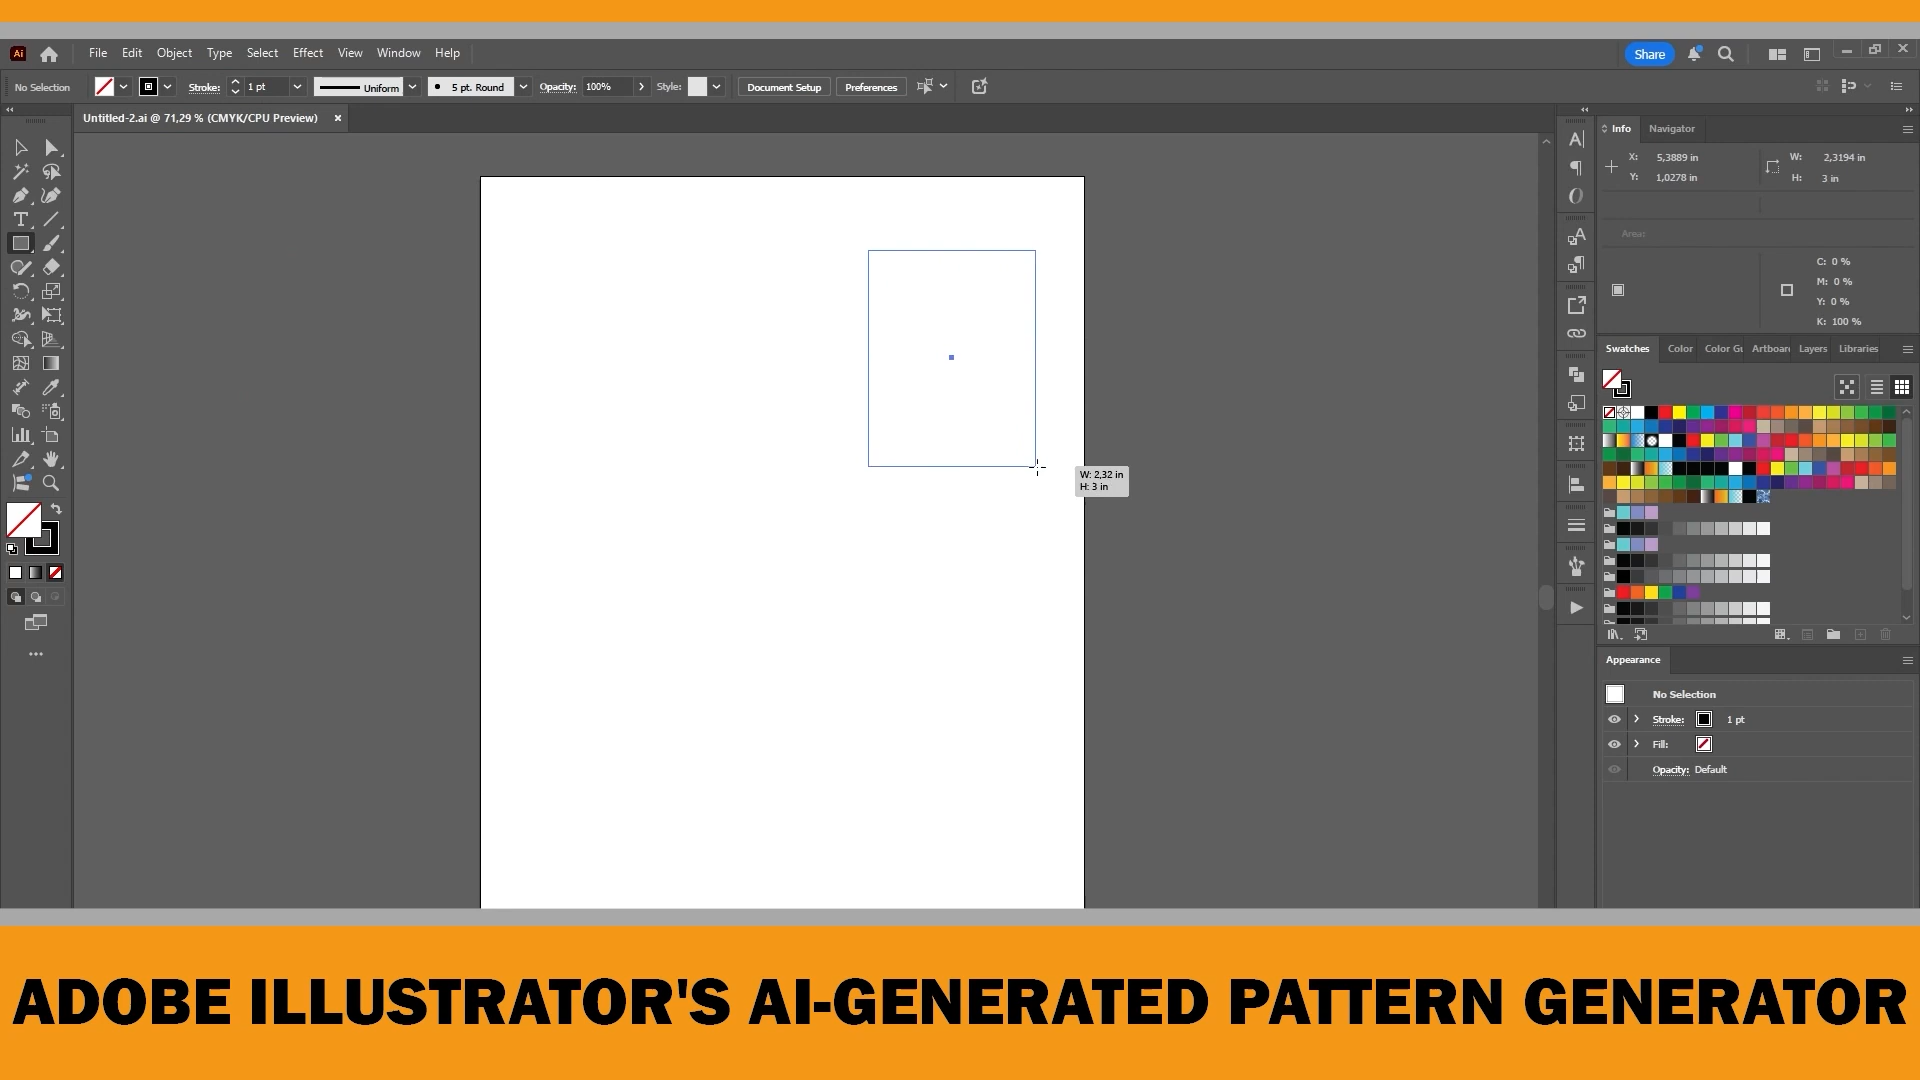 Ai File Edit Object Type Select Effect View Window Help Share
No Selection Stroke: 1 pt Uniform 5 pt. Round Opacity: 100% Style: Document Setup Preferences
Untitled-2.ai @ 71,29 % (CMYK/CPU Preview)
Info Navigator
X: 5,3889 in W: 2,3194 in
Y: 1,0278 in H: 3 in
Area:
C: 0 %
M: 0 %
Y: 0 %
K: 100 %
Swatches Color Color Gu Artboar Layers Libraries
W: 2,32 in
H: 3 in
Appearance
No Selection
Stroke: 1 pt
Fill:
Opacity: Default
ADOBE ILLUSTRATOR'S AI-GENERATED PATTERN GENERATOR